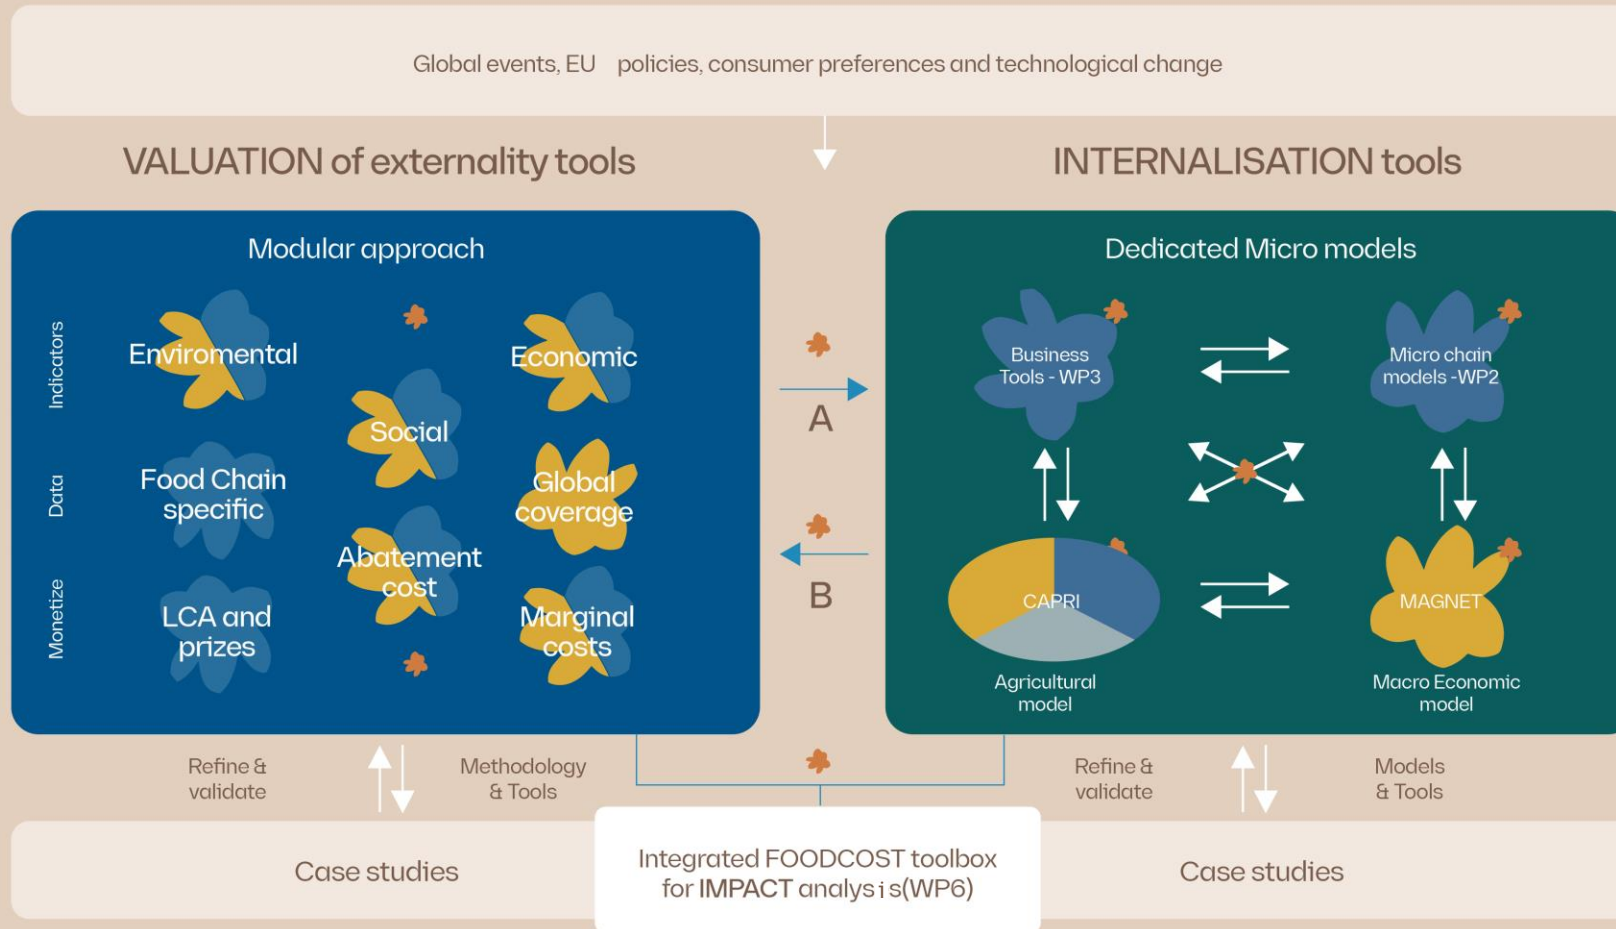 Global events, EU policies, consumer preferences and technological change
VALUATION of externality tools
INTERNALISATION tools
Modular approach
Indicators
Data
Monetize
Enviromental
Economic
Social
Food Chain
specific
Global
coverage
Abatement
cost
LCA and
prizes
Marginal
costs
A
B
Dedicated Micro models
Business
Tools - WP3
Micro chain
models -WP2
CAPRI
MAGNET
Agricultural
model
Macro Economic
model
Refine &
validate
Methodology
& Tools
Refine &
validate
Models
& Tools
Case studies
Integrated FOODCOST toolbox
for IMPACT analysis(WP6)
Case studies